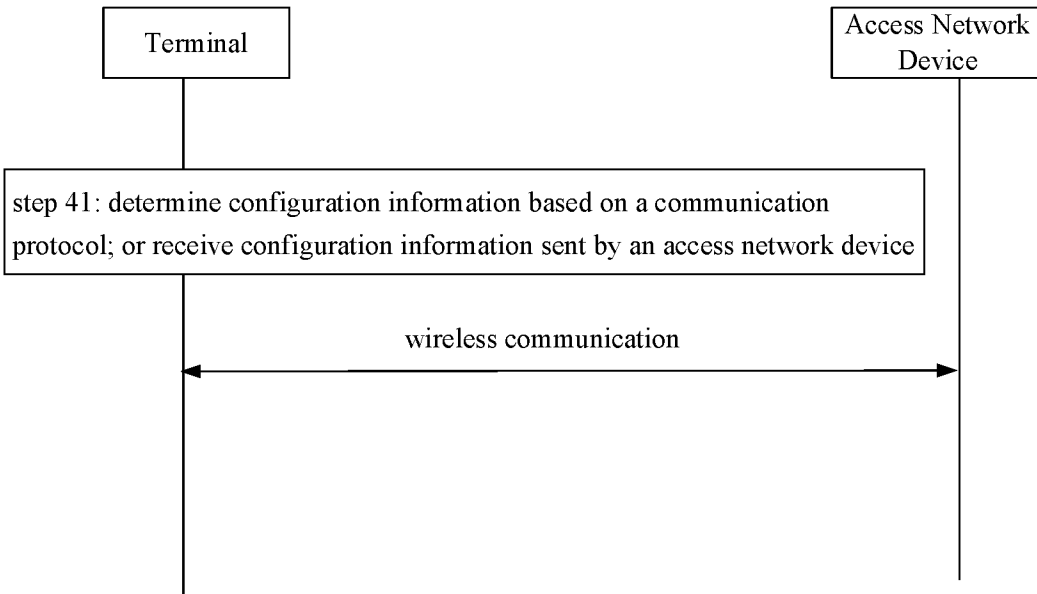 Terminal
Access Network
Device
step 41: determine configuration information based on a communication
protocol; or receive configuration information sent by an access network device
wireless communication